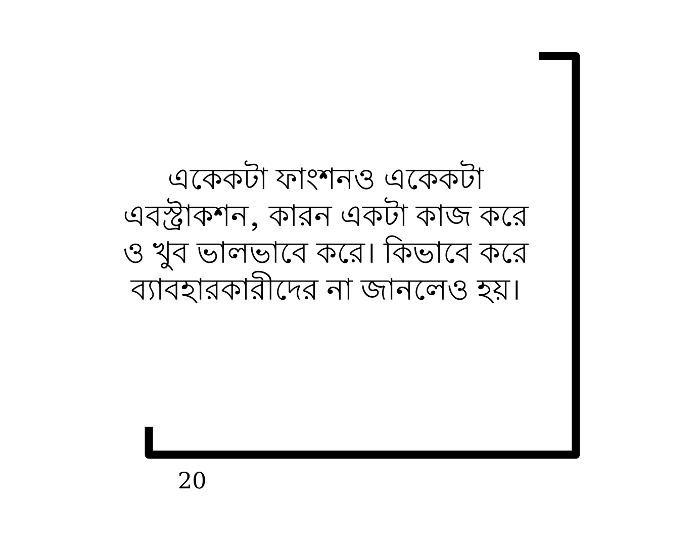 একেকটা ফাংশনও একেকটা
এবস্ট্রাকশন, কারন একটা কাজ করে
ও খুব ভালভাবে করে। কিভাবে করে
ব্যাবহারকারীদের না জানলেও হয়।
20